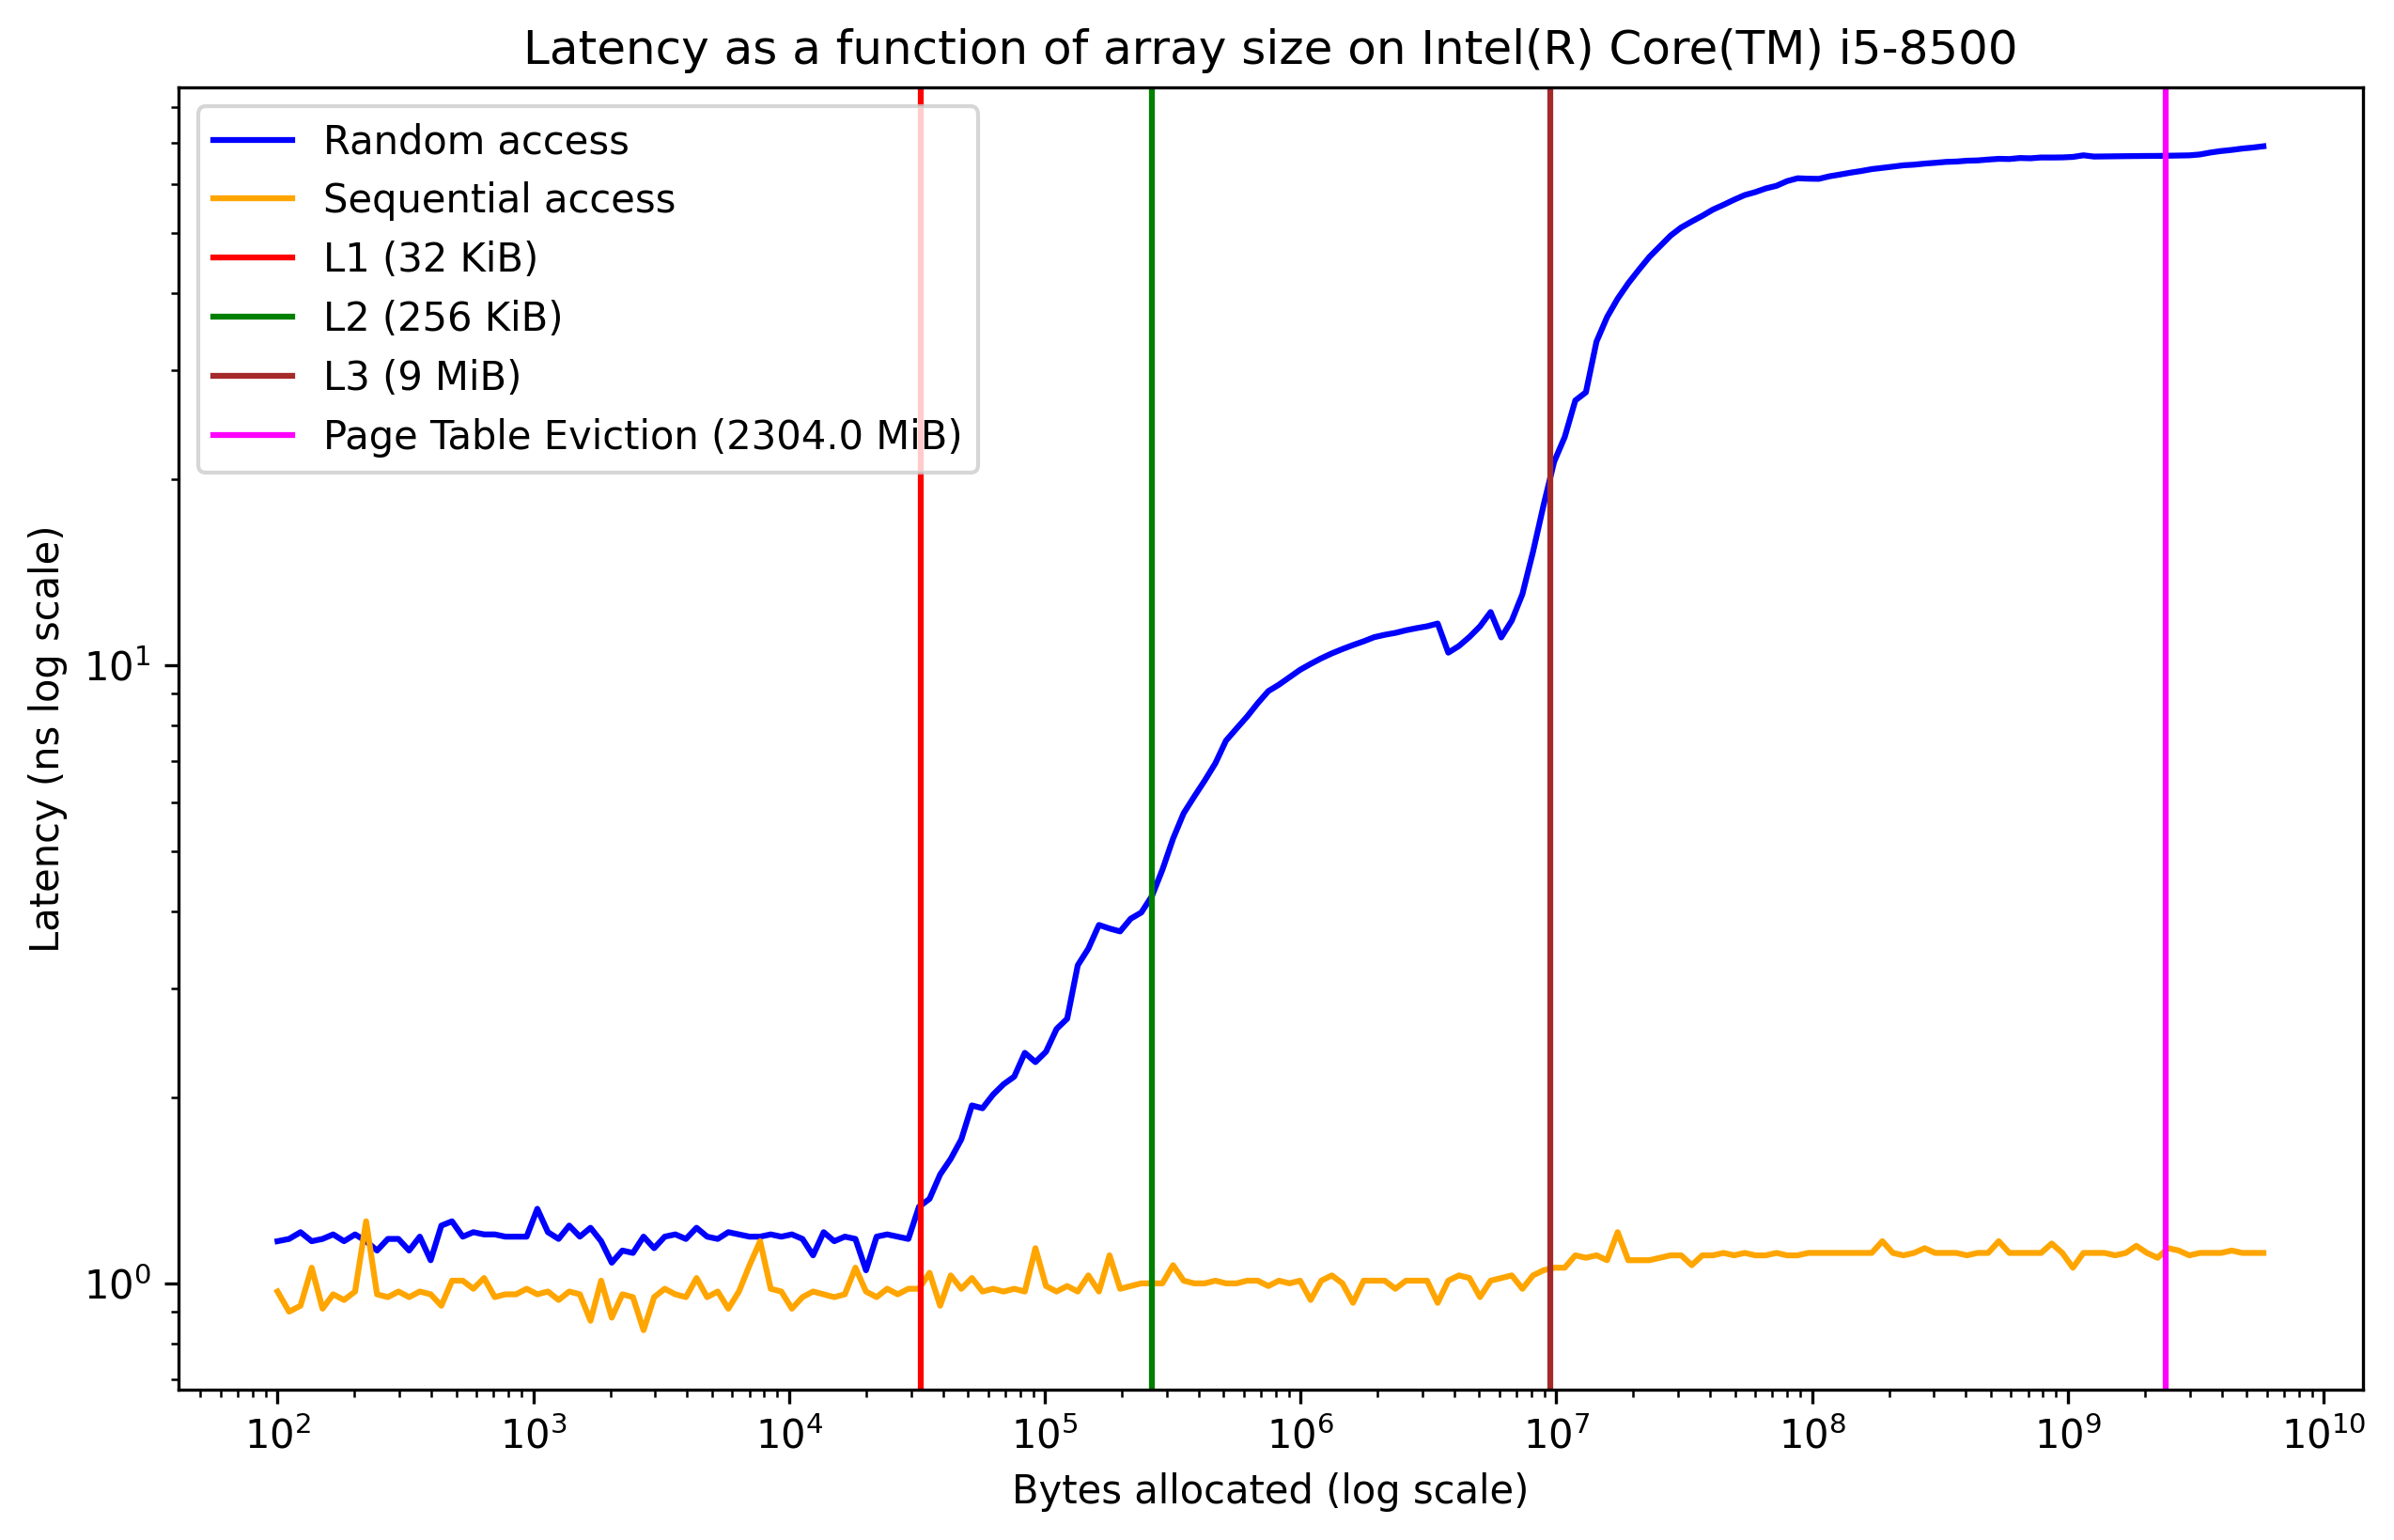 Latency as a function of array size on Intel(R) Core(TM) i5-8500
Random access
Sequential access
L1 (32 KiB)
L2 (256 KiB)
L3 (9 MiB)
Page Table Eviction (2304.0 MiB)
Latency (ns log scale)
10¹
10⁰
10² 10³ 10⁴ 10⁵ 10⁶ 10⁷ 10⁸ 10⁹ 10¹⁰
Bytes allocated (log scale)